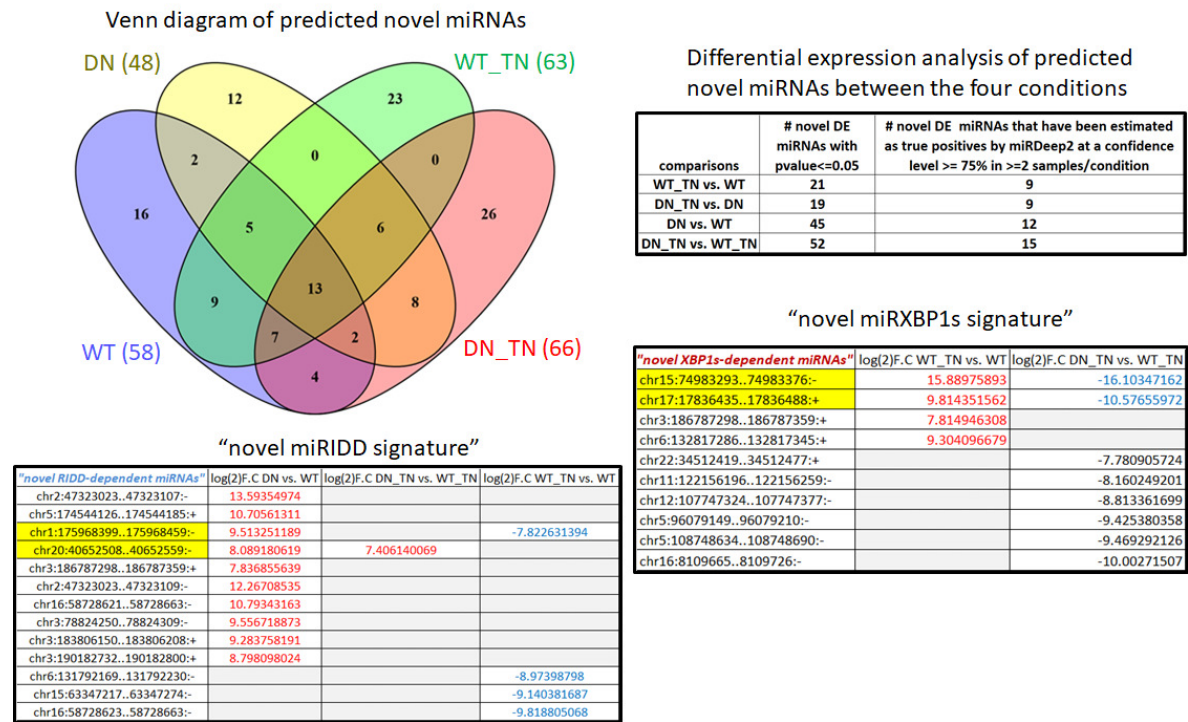 Venn diagram of predicted novel miRNAs
DN (48)
WT_TN (63)
12
23
2
0
0
16
5
6
26
9
13
8
7
2
4
WT (58)
DN_TN (66)
Differential expression analysis of predicted
novel miRNAs between the four conditions
comparisons # novel DE miRNAs with pvalue<=0.05 # novel DE miRNAs that have been estimated as true positives by miRDeep2 at a confidence level >= 75% in >=2 samples/condition
WT_TN vs. WT 21 9
DN_TN vs. DN 19 9
DN vs. WT 45 12
DN_TN vs. WT_TN 52 15
"novel miRXBP1s signature"
"novel XBP1s-dependent miRNAs" log(2)F.C WT_TN vs. WT log(2)F.C DN_TN vs. WT_TN
chr15:74983293..74983376:- 15.88975893 -16.10347162
chr17:17836435..17836488:+ 9.814351562 -10.57655972
chr3:186787298..186787359:+ 7.814946308
chr6:132817286..132817345:+ 9.304096679
chr22:34512419..34512477:+ -7.780905724
chr11:122156196..122156259:- -8.160249201
chr12:107747324..107747377:- -8.813361699
chr5:96079149..96079210:- -9.425380358
chr5:108748634..108748690:- -9.469292126
chr16:8109665..8109726:- -10.00271507
"novel miRIDD signature"
"novel RIDD-dependent miRNAs" log(2)F.C DN vs. WT log(2)F.C DN_TN vs. WT_TN log(2)F.C WT_TN vs. WT
chr2:47323023..47323107:- 13.59354974
chr5:174544126..174544185:+ 10.70561311
chr1:175968399..175968459:- 9.513251189 -7.822631394
chr20:40652508..40652559:- 8.089180619 7.406140069
chr3:186787298..186787359:+ 7.836855639
chr2:47323023..47323109:- 12.26708535
chr16:58728621..58728663:- 10.79343163
chr3:78824250..78824309:- 9.556718873
chr3:183806150..183806208:+ 9.283758191
chr3:190182732..190182800:+ 8.798098024
chr6:131792169..131792230:- -8.97398798
chr15:63347217..63347274:- -9.140381687
chr16:58728623..58728663:- -9.818805068